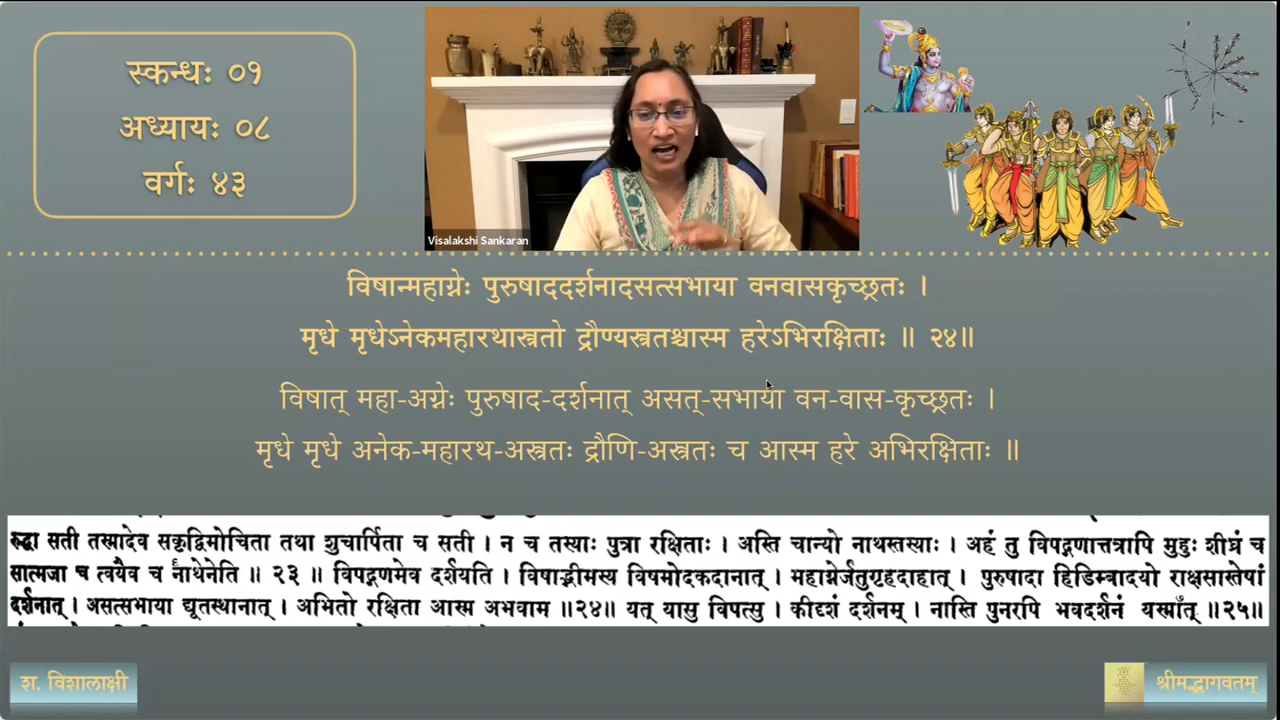 स्कन्धः ०१
अध्यायः ०८
वर्गः ४३
Visalakshi Sankaran
विषान्महाग्नेः पुरुषाददर्शनादसत्सभाया वनवासकृच्छ्रतः ।
मृधे मृधेऽनेकमहारथास्त्रतो द्रौण्यस्त्रतश्चास्म हरेऽभिरक्षिताः ॥ २४॥
विषात् महा-अग्नेः पुरुषाद-दर्शनात् असत्-सभाया वन-वास-कृच्छ्रतः ।
मृधे मृधे अनेक-महारथ-अस्त्रतः द्रौणि-अस्त्रतः च आस्म हरे अभिरक्षिताः ॥
रुद्धा सती तस्मादेव सकृद्विमोचिता तथा शुचार्पिता च सती । न च तस्याः पुत्रा रक्षिताः । अस्ति चान्यो नाथस्तस्याः । अहं तु विपद्गणात्तत्रापि मुहुः शीघ्रं च
सात्मजा च त्वयैव च नाथेनेति ॥ २३ ॥ विपद्गणमेव दर्शयति । विषाद्भीमस्य विषमोदकदानात् । महाग्नेर्जतुगृहदाहात् । पुरुषादा हिडिम्बादयो राक्षसास्तेषां
दर्शनात् । असत्सभाया द्यूतस्थानात् । अभितो रक्षिता आस्म अभवाम ॥२४॥ यत् यासु विपत्सु । कीदृशं दर्शनम् । नास्ति पुनरपि भवदर्शनं यस्मात् ॥२५॥
श. विशालाक्षी
श्रीमद्भागवतम्